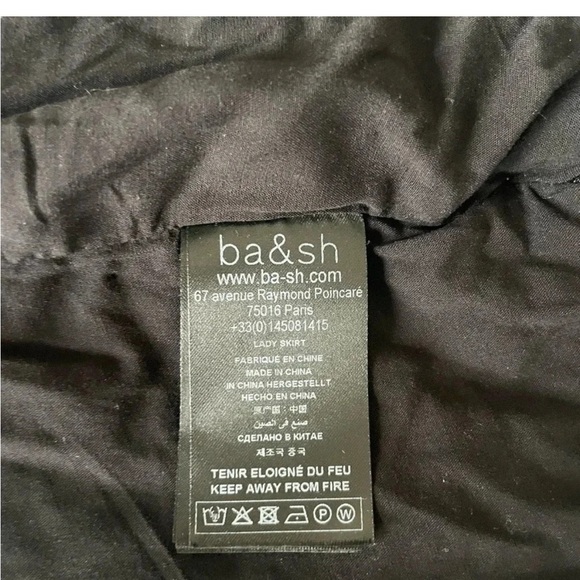 ba&sh
www.ba-sh.com
67 avenue Raymond Poincaré
75016 Paris
+33(0)145081415
LADY SKIRT
FABRIQUÉ EN CHINE
MADE IN CHINA
IN CHINA HERGESTELLT
HECHO EN CHINA
原产国：中国
صنع في الصين
СДЕЛАНО В КИТАЕ
제조국 중국
TENIR ELOIGNÉ DU FEU
KEEP AWAY FROM FIRE
P W